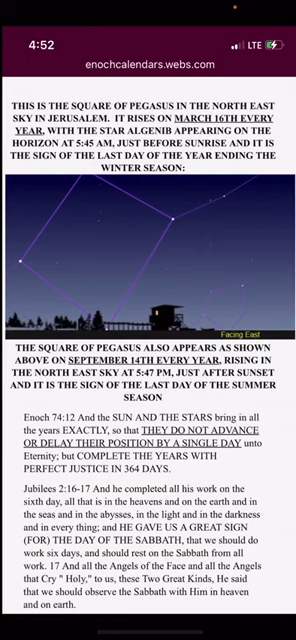 4:52
LTE
enochcalendars.webs.com
THIS IS THE SQUARE OF PEGASUS IN THE NORTH EAST
SKY IN JERUSALEM. IT RISES ON MARCH 16TH EVERY
YEAR, WITH THE STAR ALGENIB APPEARING ON THE
HORIZON AT 5:45 AM, JUST BEFORE SUNRISE AND IT IS
THE SIGN OF THE LAST DAY OF THE YEAR ENDING THE
WINTER SEASON:
Facing East
THE SQUARE OF PEGASUS ALSO APPEARS AS SHOWN
ABOVE ON SEPTEMBER 14TH EVERY YEAR, RISING IN
THE NORTH EAST SKY AT 5:47 PM, JUST AFTER SUNSET
AND IT IS THE SIGN OF THE LAST DAY OF THE SUMMER
SEASON
Enoch 74:12 And the SUN AND THE STARS bring in all
the years EXACTLY, so that THEY DO NOT ADVANCE
OR DELAY THEIR POSITION BY A SINGLE DAY unto
Eternity; but COMPLETE THE YEARS WITH
PERFECT JUSTICE IN 364 DAYS.
Jubilees 2:16-17 And he completed all his work on the
sixth day, all that is in the heavens and on the earth and in
the seas and in the abysses, in the light and in the darkness
and in every thing; and HE GAVE US A GREAT SIGN
(FOR) THE DAY OF THE SABBATH, that we should do
work six days, and should rest on the Sabbath from all
work. 17 And all the Angels of the Face and all the Angels
that Cry " Holy," to us, these Two Great Kinds, He said
that we should observe the Sabbath with Him in heaven
and on earth.